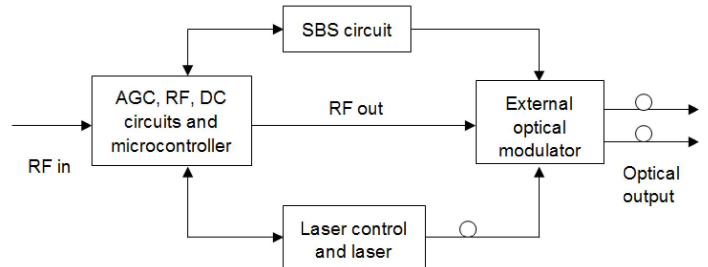 SBS circuit
AGC, RF, DC
circuits and
microcontroller
RF in
RF out
External
optical
modulator
Optical
output
Laser control
and laser